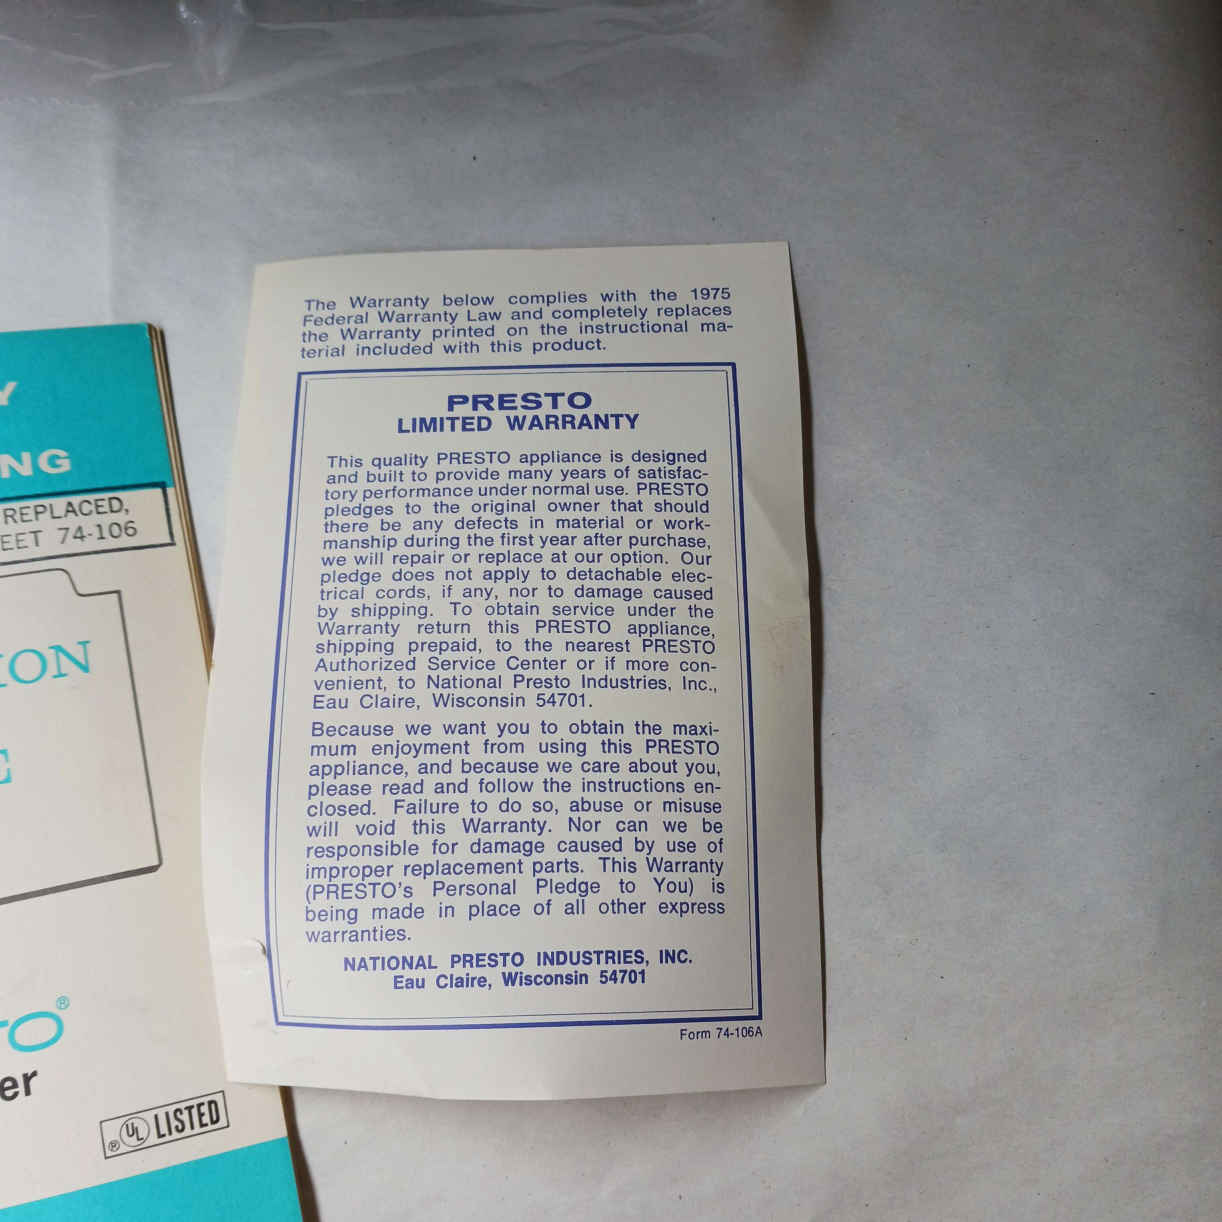 The Warranty below complies with the 1975
Federal Warranty Law and completely replaces
the Warranty printed on the instructional ma-
terial included with this product.
PRESTO
LIMITED WARRANTY
This quality PRESTO appliance is designed
and built to provide many years of satisfac-
tory performance under normal use. PRESTO
pledges to the original owner that should
there be any defects in material or work-
manship during the first year after purchase,
we will repair or replace at our option. Our
pledge does not apply to detachable elec-
trical cords, if any, nor to damage caused
by shipping. To obtain service under the
Warranty return this PRESTO appliance,
shipping prepaid, to the nearest PRESTO
Authorized Service Center or if more con-
venient, to National Presto Industries, Inc.,
Eau Claire, Wisconsin 54701.
Because we want you to obtain the maxi-
mum enjoyment from using this PRESTO
appliance, and because we care about you,
please read and follow the instructions en-
closed. Failure to do so, abuse or misuse
will void this Warranty. Nor can we be
responsible for damage caused by use of
improper replacement parts. This Warranty
(PRESTO's Personal Pledge to You) is
being made in place of all other express
warranties.
NATIONAL PRESTO INDUSTRIES, INC.
Eau Claire, Wisconsin 54701
Form 74-106A
Y
NG
REPLACED,
EET 74-106
ION
E
TO®
er
® UL LISTED